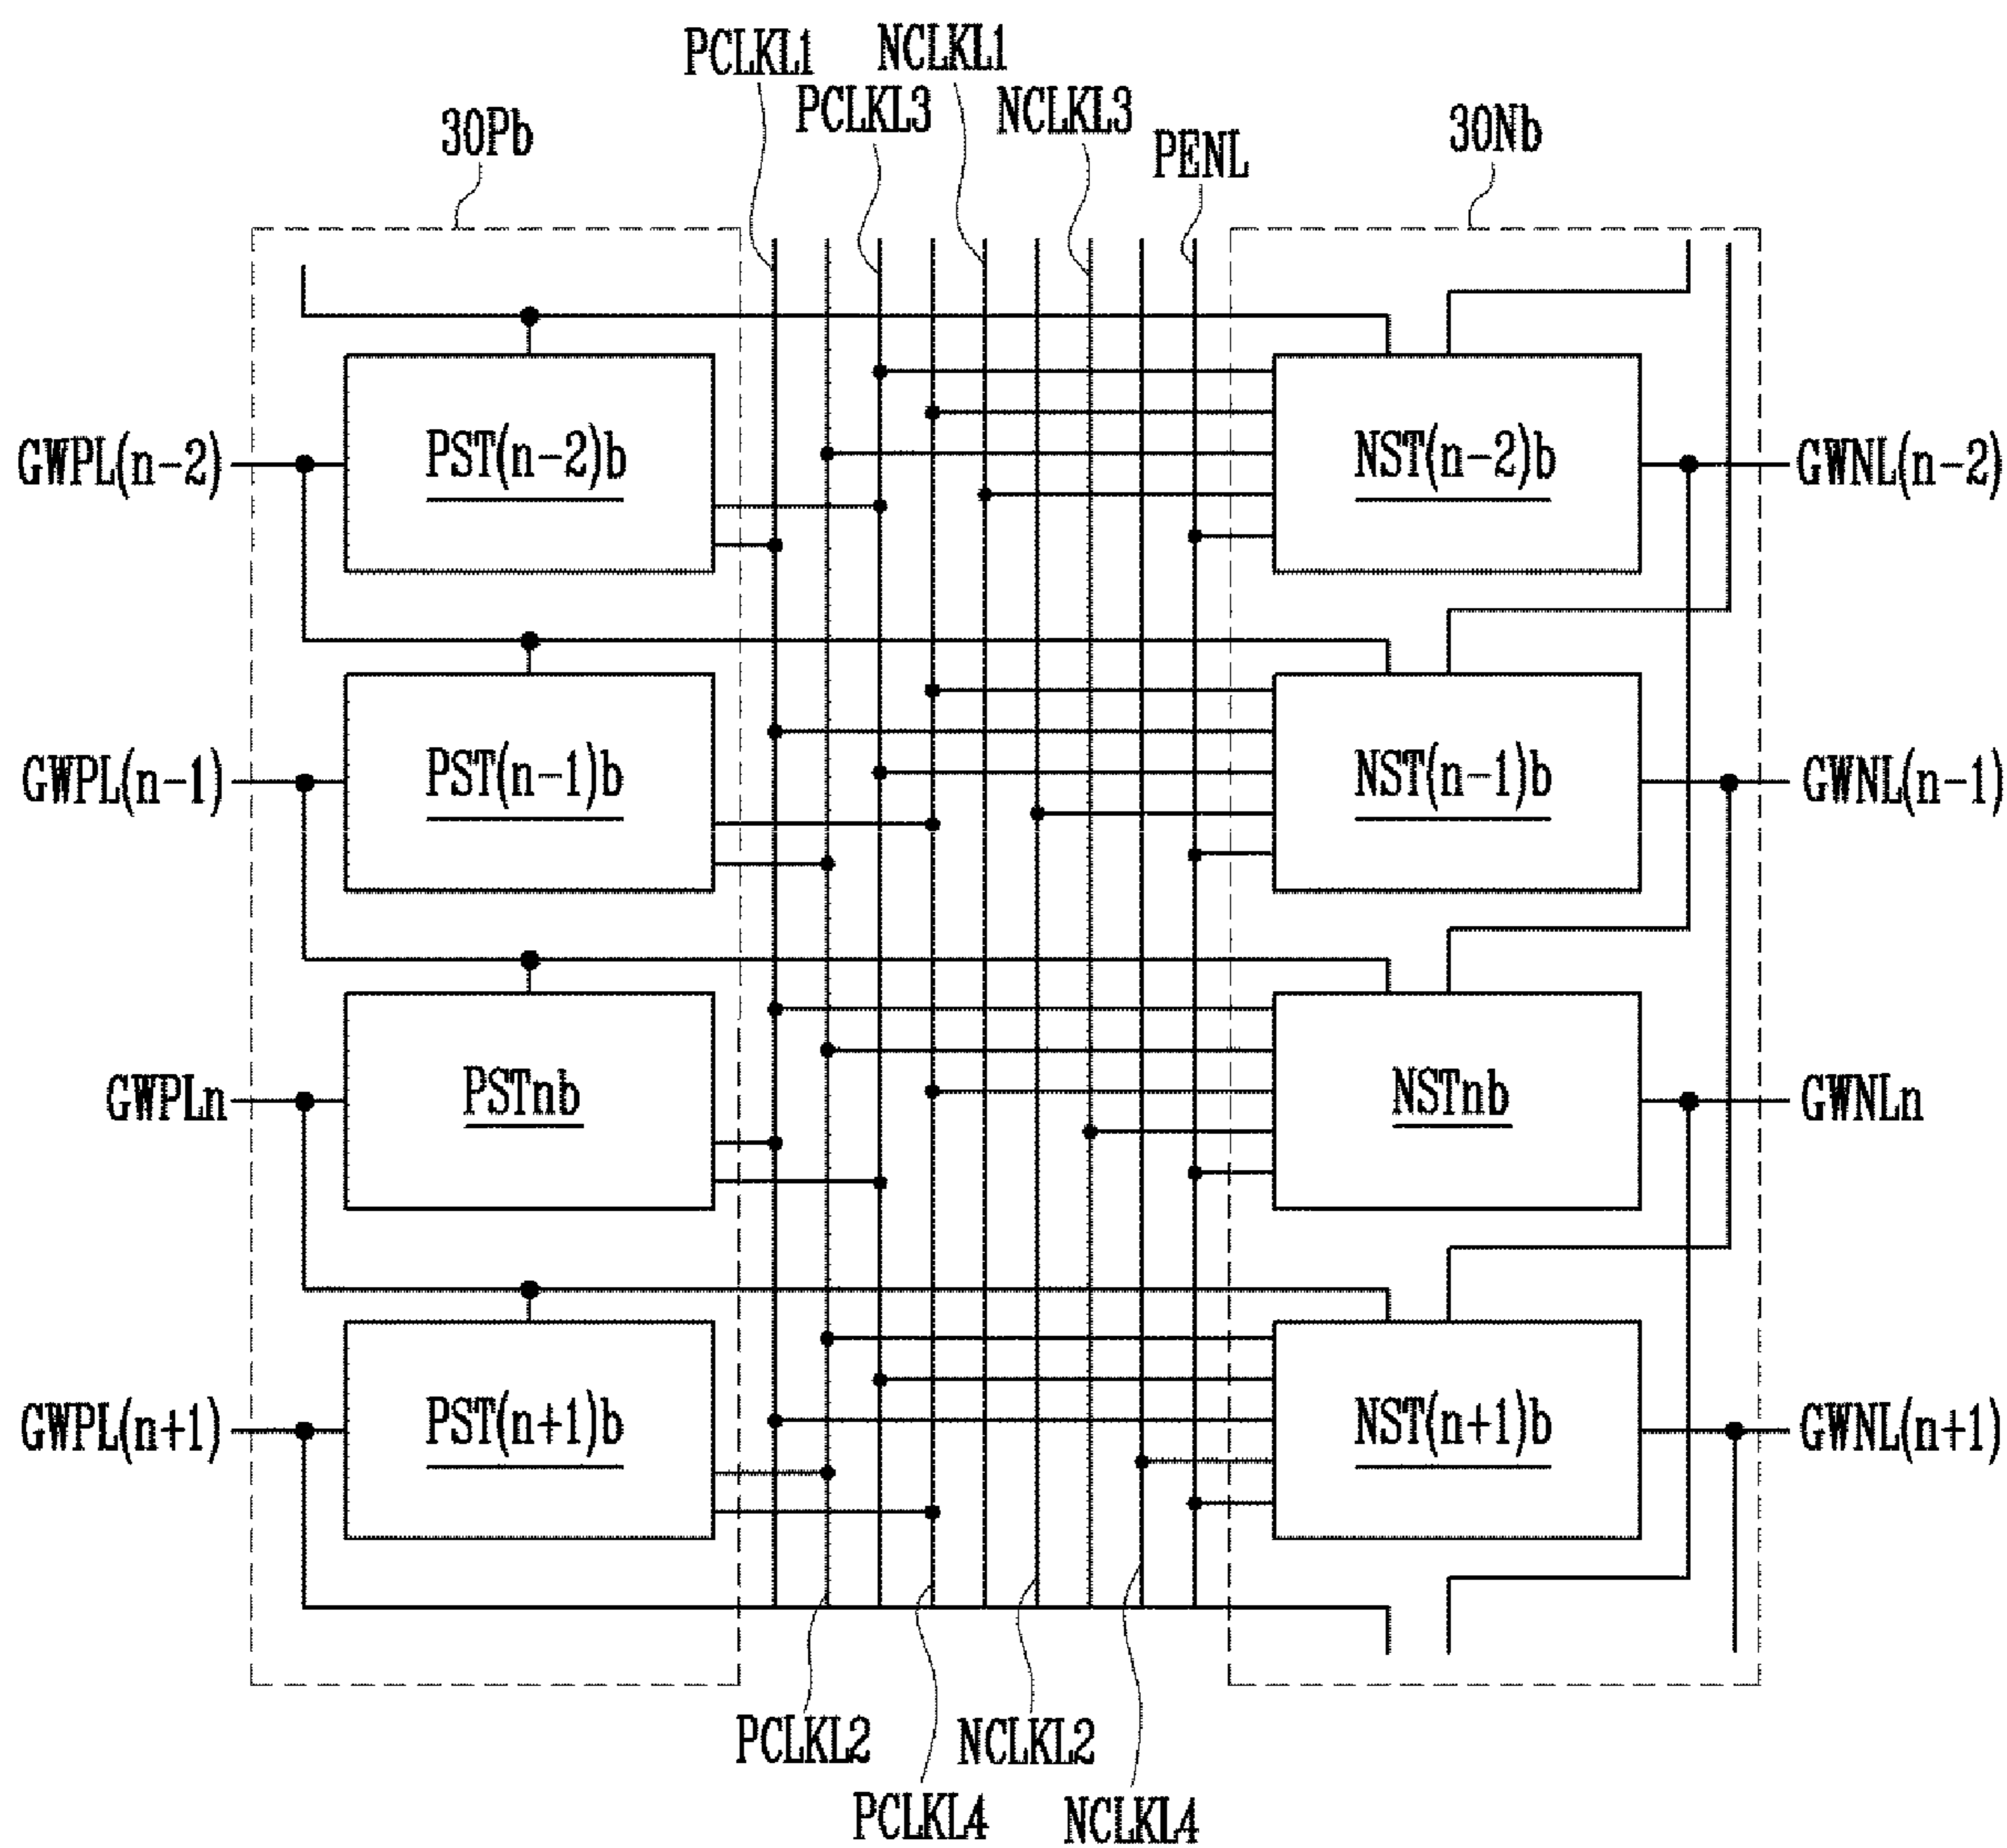 PCLKL1
NCLKL1
PCLKL3
NCLKL3
30Pb
PENL
30Nb
GWPL(n-2)
PST(n-2)b
NST(n-2)b
GWNL(n-2)
GWPL(n-1)
PST(n-1)b
NST(n-1)b
GWNL(n-1)
GWPLn
PSTnb
NSTnb
GWNLn
GWPL(n+1)
PST(n+1)b
NST(n+1)b
GWNL(n+1)
PCLKL2
NCLKL2
PCLKL4
NCLKL4